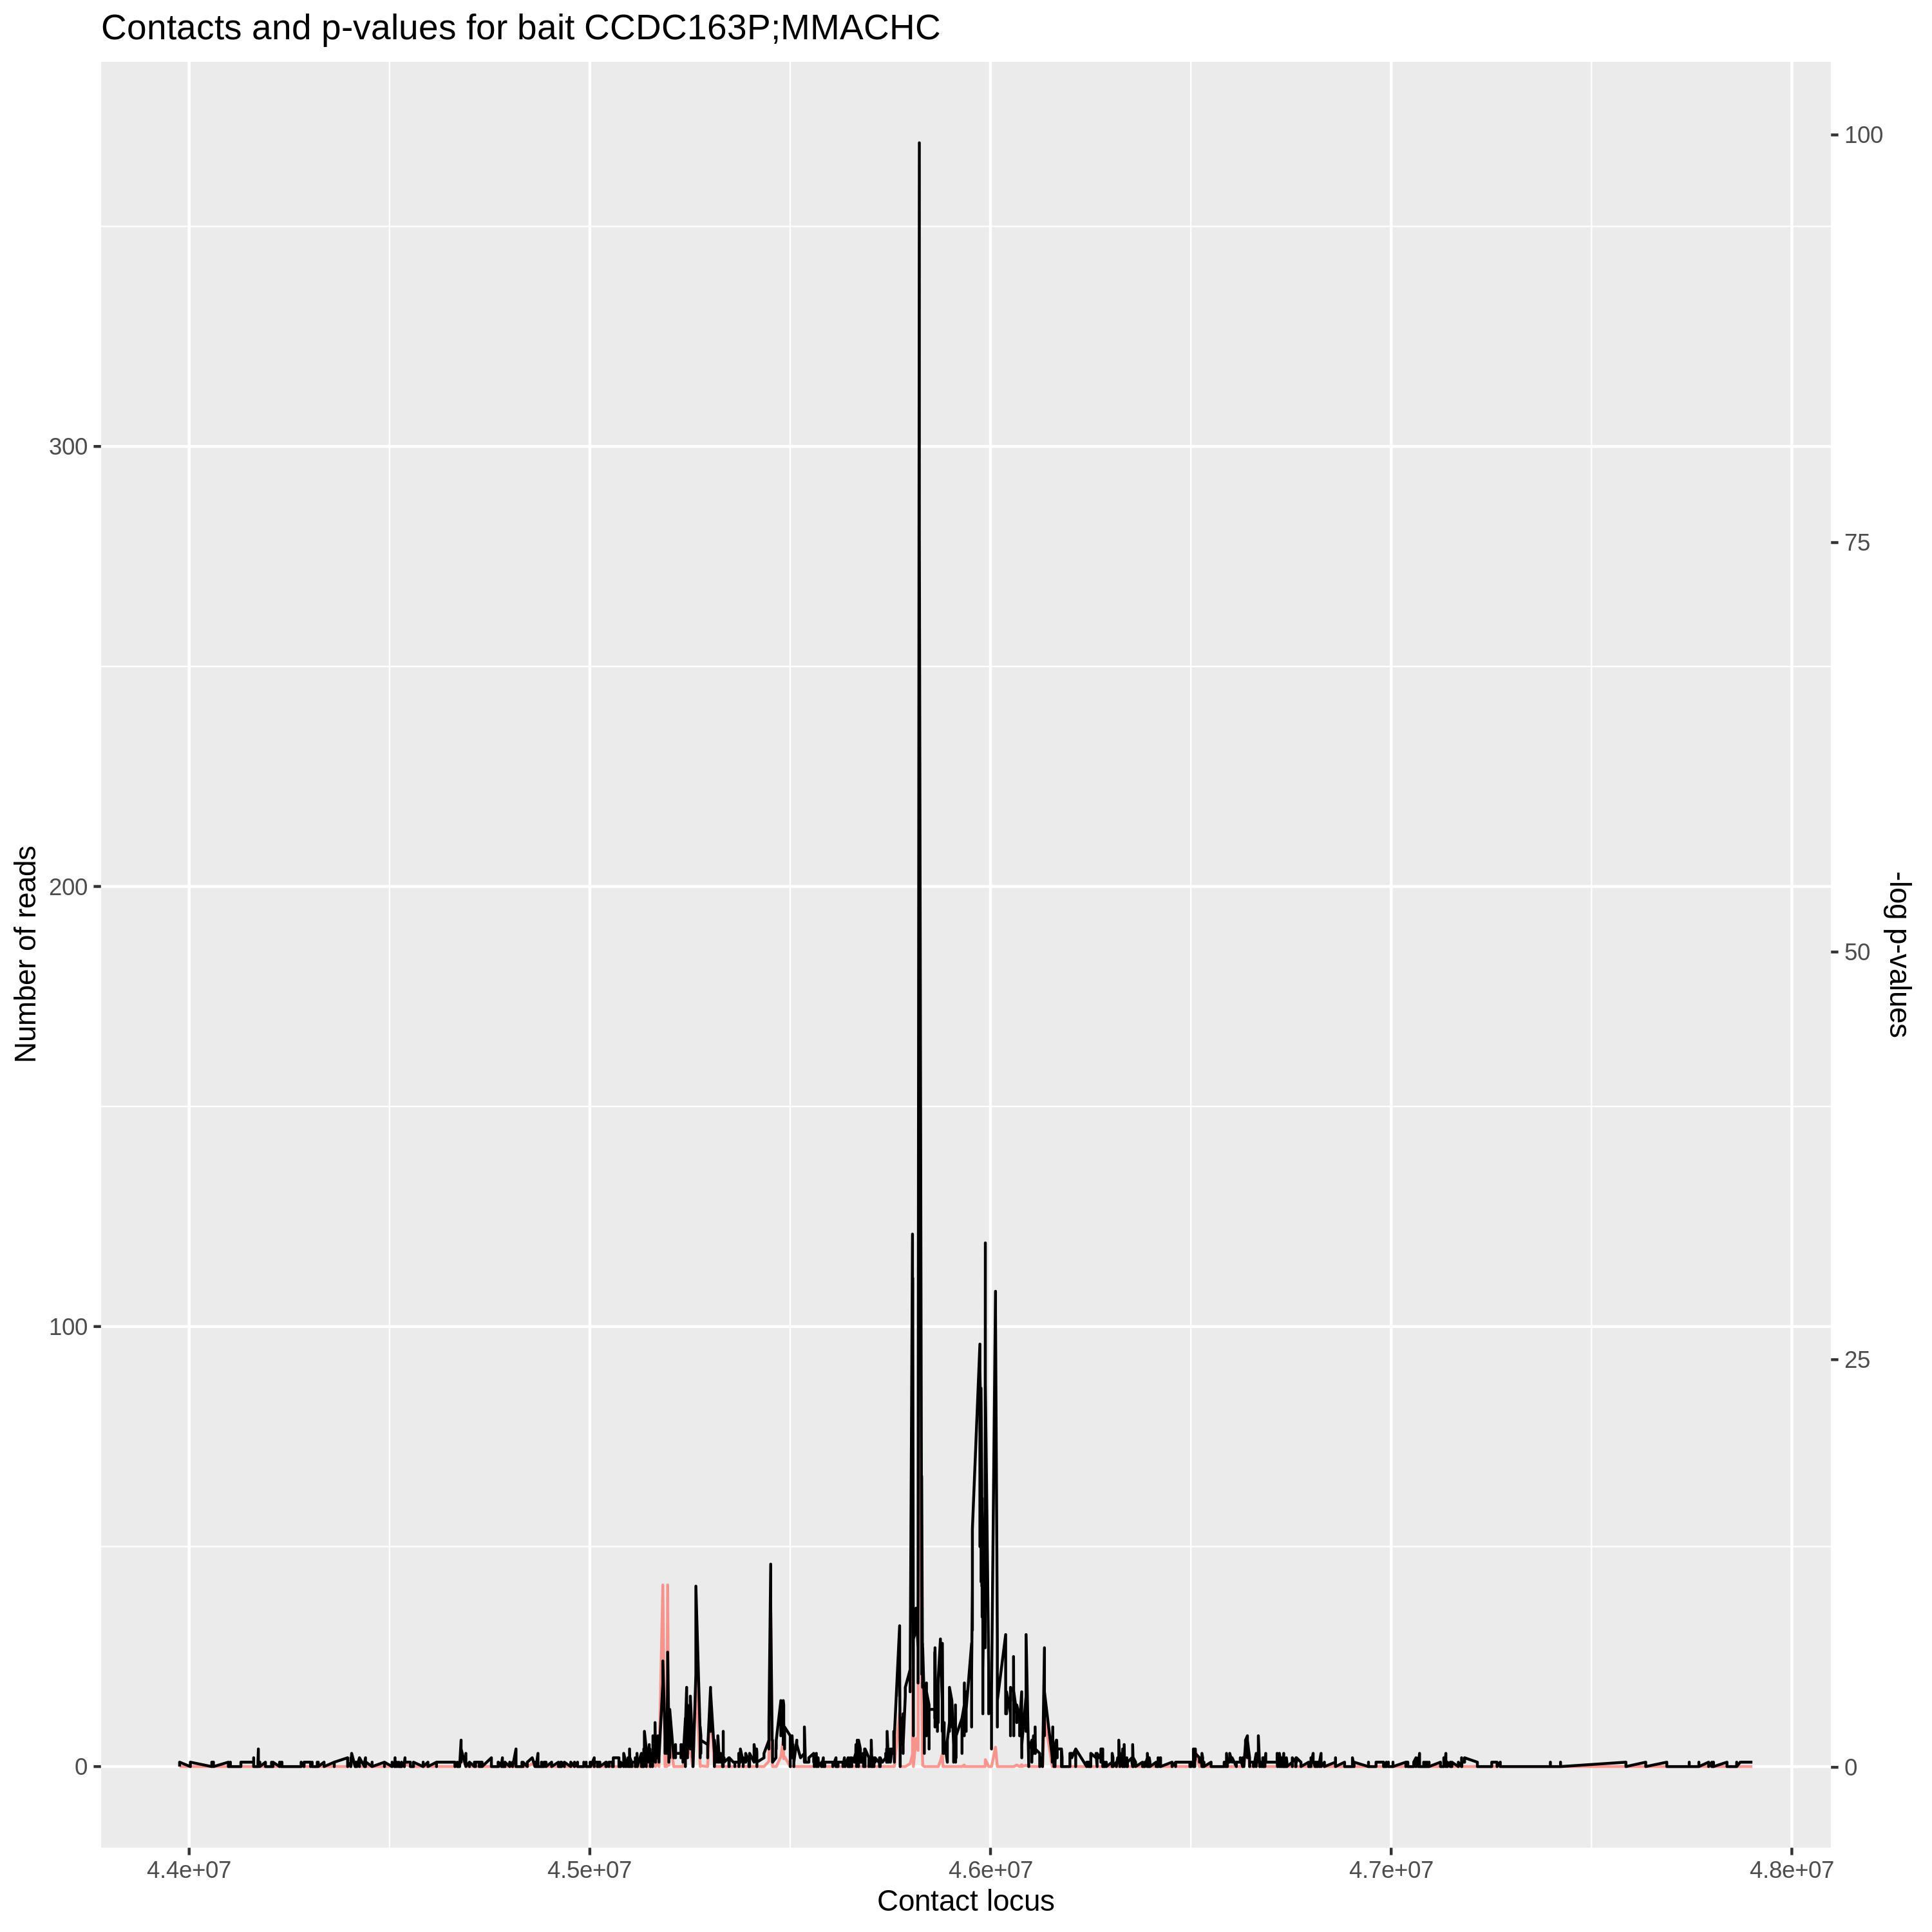 Contacts and p-values for bait CCDC163P;MMACHC
100
300
75
200
50
100
25
0
0
Number of reads
-log p-values
4.4e+07 4.5e+07 4.6e+07 4.7e+07 4.8e+07
Contact locus